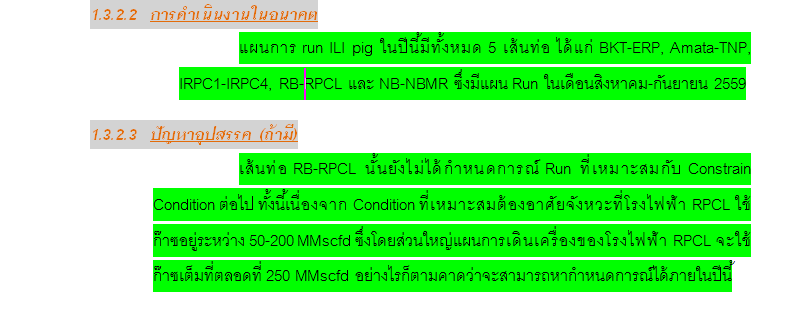 1.3.2.2 การดำเนินงานในอนาคต
แผนการ run ILI pig ในปีนี้มีทั้งหมด 5 เส้นท่อ ได้แก่ BKT-ERP, Amata-TNP,
IRPC1-IRPC4, RB-RPCL และ NB-NBMR ซึ่งมีแผน Run ในเดือนสิงหาคม-กันยายน 2559
1.3.2.3 ปัญหาอุปสรรค (ถ้ามี)
เส้นท่อ RB-RPCL นั้นยังไม่ได้กำหนดการณ์ Run ที่เหมาะสมกับ Constrain
Condition ต่อไป ทั้งนี้เนื่องจาก Condition ที่เหมาะสมต้องอาศัยจังหวะที่โรงไฟฟ้า RPCL ใช้
ก๊าซอยู่ระหว่าง 50-200 MMscfd ซึ่งโดยส่วนใหญ่แผนการเดินเครื่องของโรงไฟฟ้า RPCL จะใช้
ก๊าซเต็มที่ตลอดที่ 250 MMscfd อย่างไรก็ตามคาดว่าจะสามารถหากำหนดการณ์ได้ภายในปีนี้